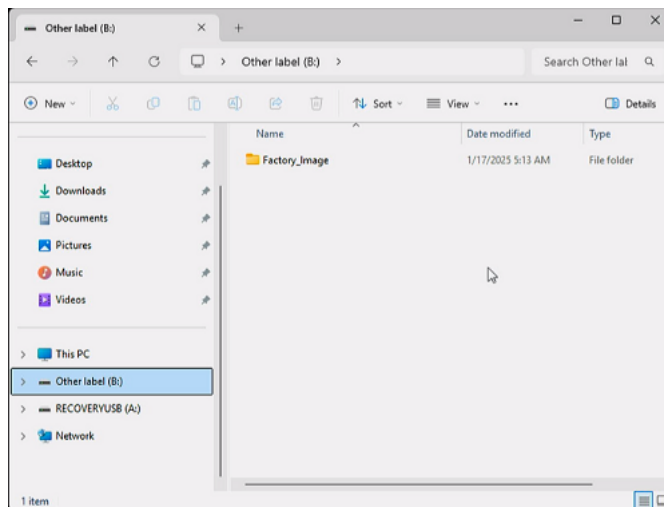 Other label (B:)
Other label (B:)
Search Other lal
New
Sort
View
Details
Name
Date modified
Type
Factory_Image
1/17/2025 5:13 AM
File folder
Desktop
Downloads
Documents
Pictures
Music
Videos
This PC
Other label (B:)
RECOVERYUSB (A:)
Network
1 item